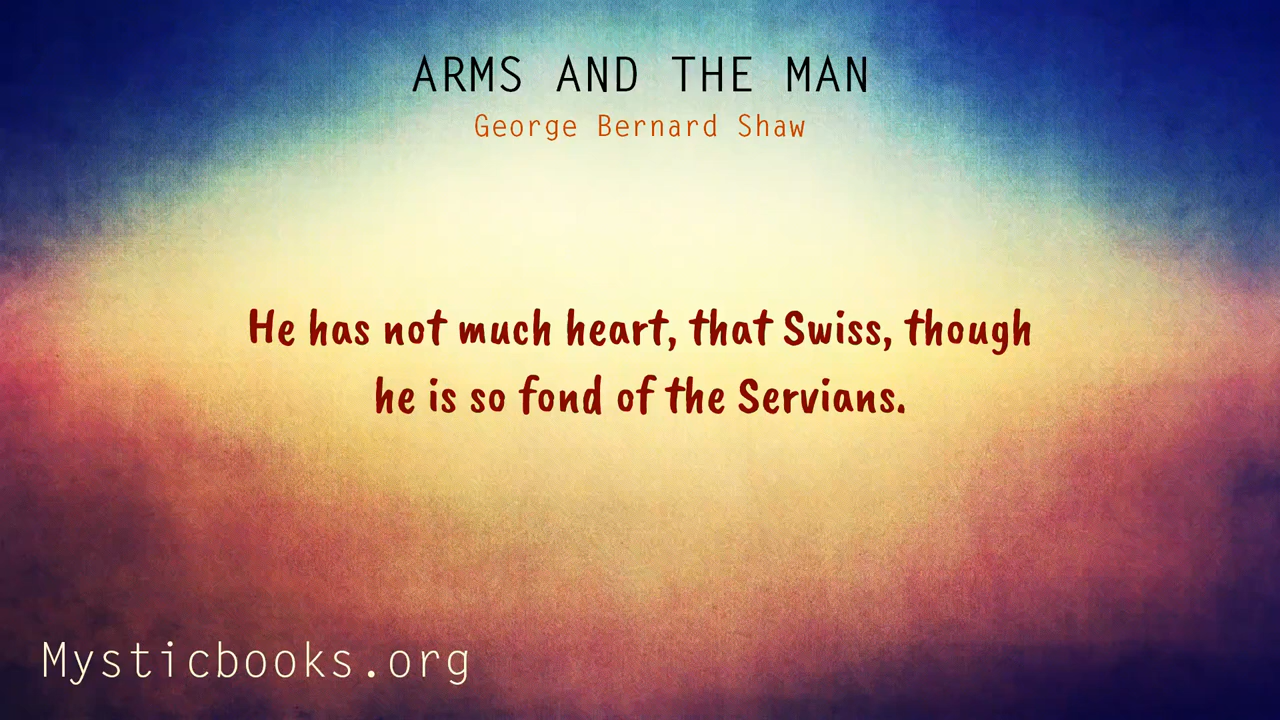 ARMS AND THE MAN
George Bernard Shaw
He has not much heart, that Swiss, though
he is so fond of the Servians.
Mysticbooks.org